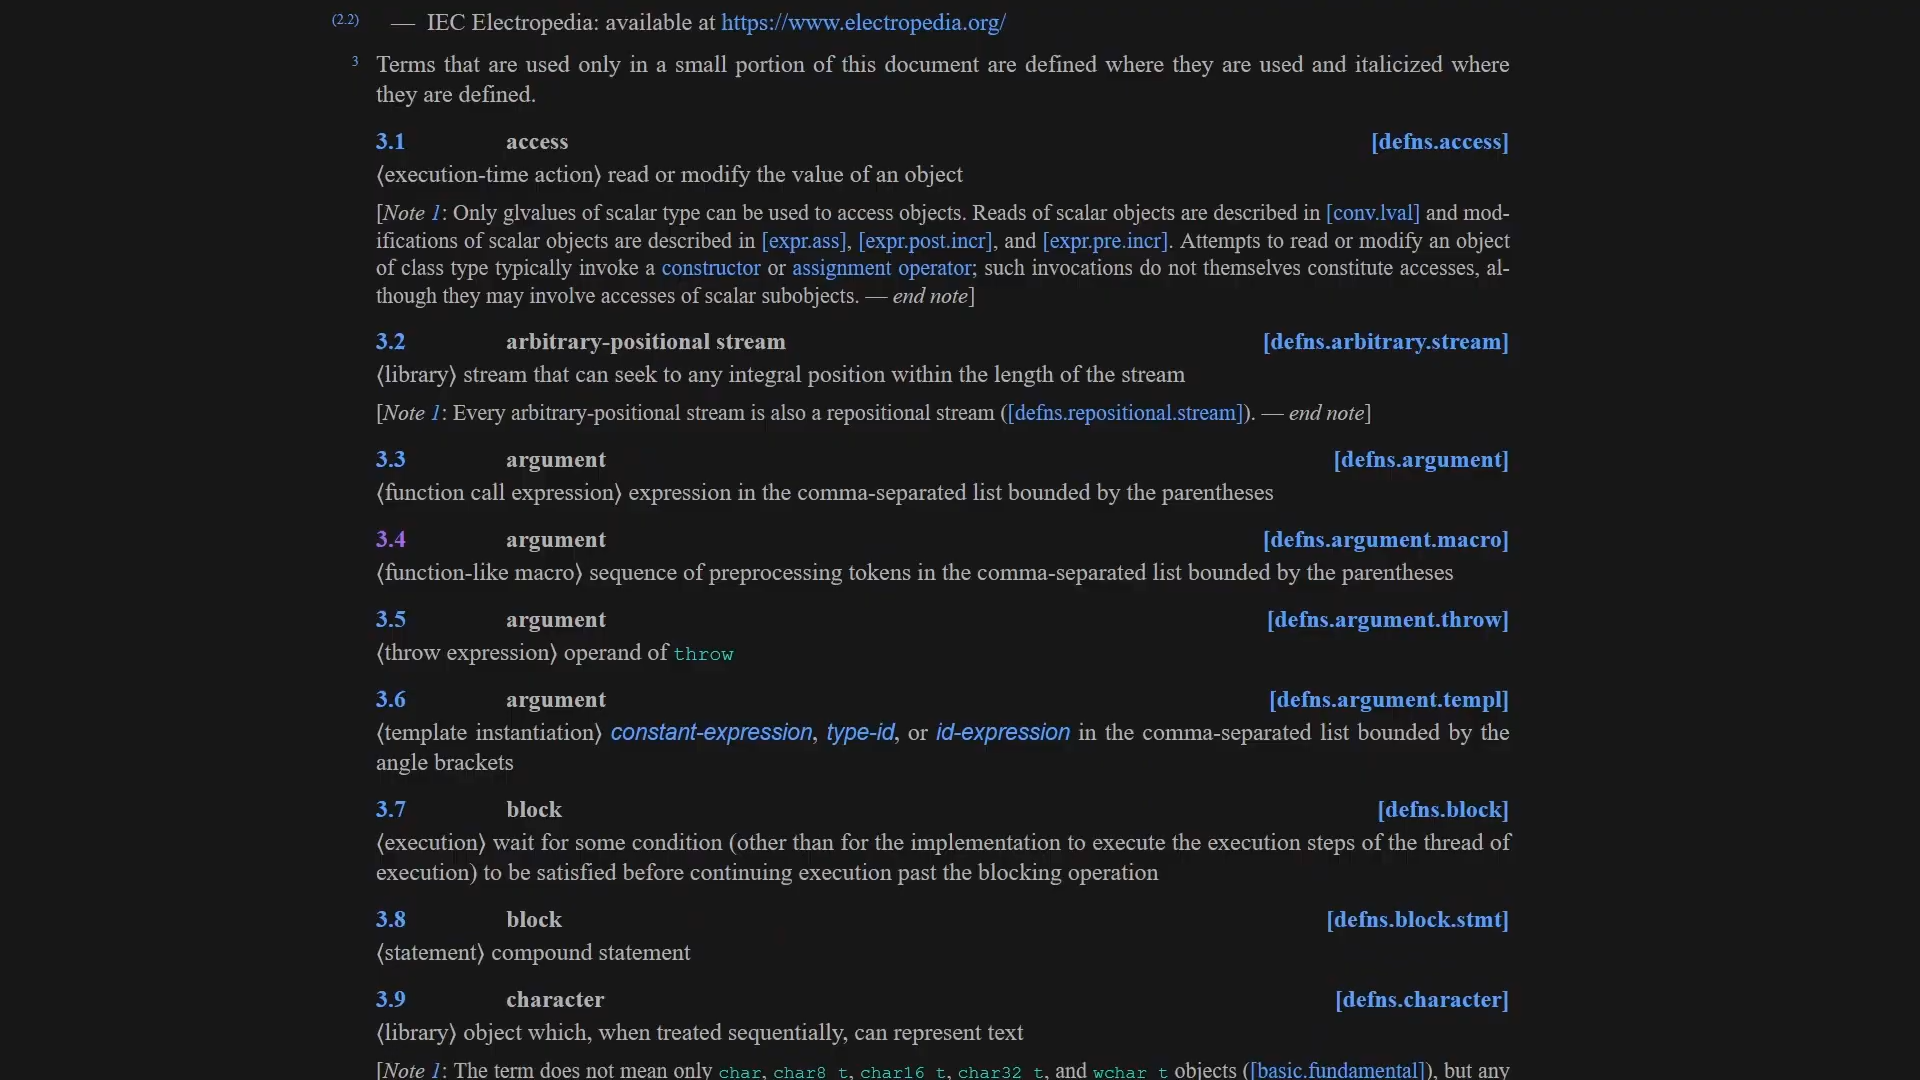 (2.2) — IEC Electropedia: available at https://www.electropedia.org/
3 Terms that are used only in a small portion of this document are defined where they are used and italicized where
they are defined.
3.1 access [defns.access]
⟨execution-time action⟩ read or modify the value of an object
[Note 1: Only glvalues of scalar type can be used to access objects. Reads of scalar objects are described in [conv.lval] and mod-
ifications of scalar objects are described in [expr.ass], [expr.post.incr], and [expr.pre.incr]. Attempts to read or modify an object
of class type typically invoke a constructor or assignment operator; such invocations do not themselves constitute accesses, al-
though they may involve accesses of scalar subobjects. — end note]
3.2 arbitrary-positional stream [defns.arbitrary.stream]
⟨library⟩ stream that can seek to any integral position within the length of the stream
[Note 1: Every arbitrary-positional stream is also a repositional stream ([defns.repositional.stream]). — end note]
3.3 argument [defns.argument]
⟨function call expression⟩ expression in the comma-separated list bounded by the parentheses
3.4 argument [defns.argument.macro]
⟨function-like macro⟩ sequence of preprocessing tokens in the comma-separated list bounded by the parentheses
3.5 argument [defns.argument.throw]
⟨throw expression⟩ operand of throw
3.6 argument [defns.argument.templ]
⟨template instantiation⟩ constant-expression, type-id, or id-expression in the comma-separated list bounded by the
angle brackets
3.7 block [defns.block]
⟨execution⟩ wait for some condition (other than for the implementation to execute the execution steps of the thread of
execution) to be satisfied before continuing execution past the blocking operation
3.8 block [defns.block.stmt]
⟨statement⟩ compound statement
3.9 character [defns.character]
⟨library⟩ object which, when treated sequentially, can represent text
[Note 1: The term does not mean only char, char8_t, char16_t, char32_t, and wchar_t objects ([basic.fundamental]), but any